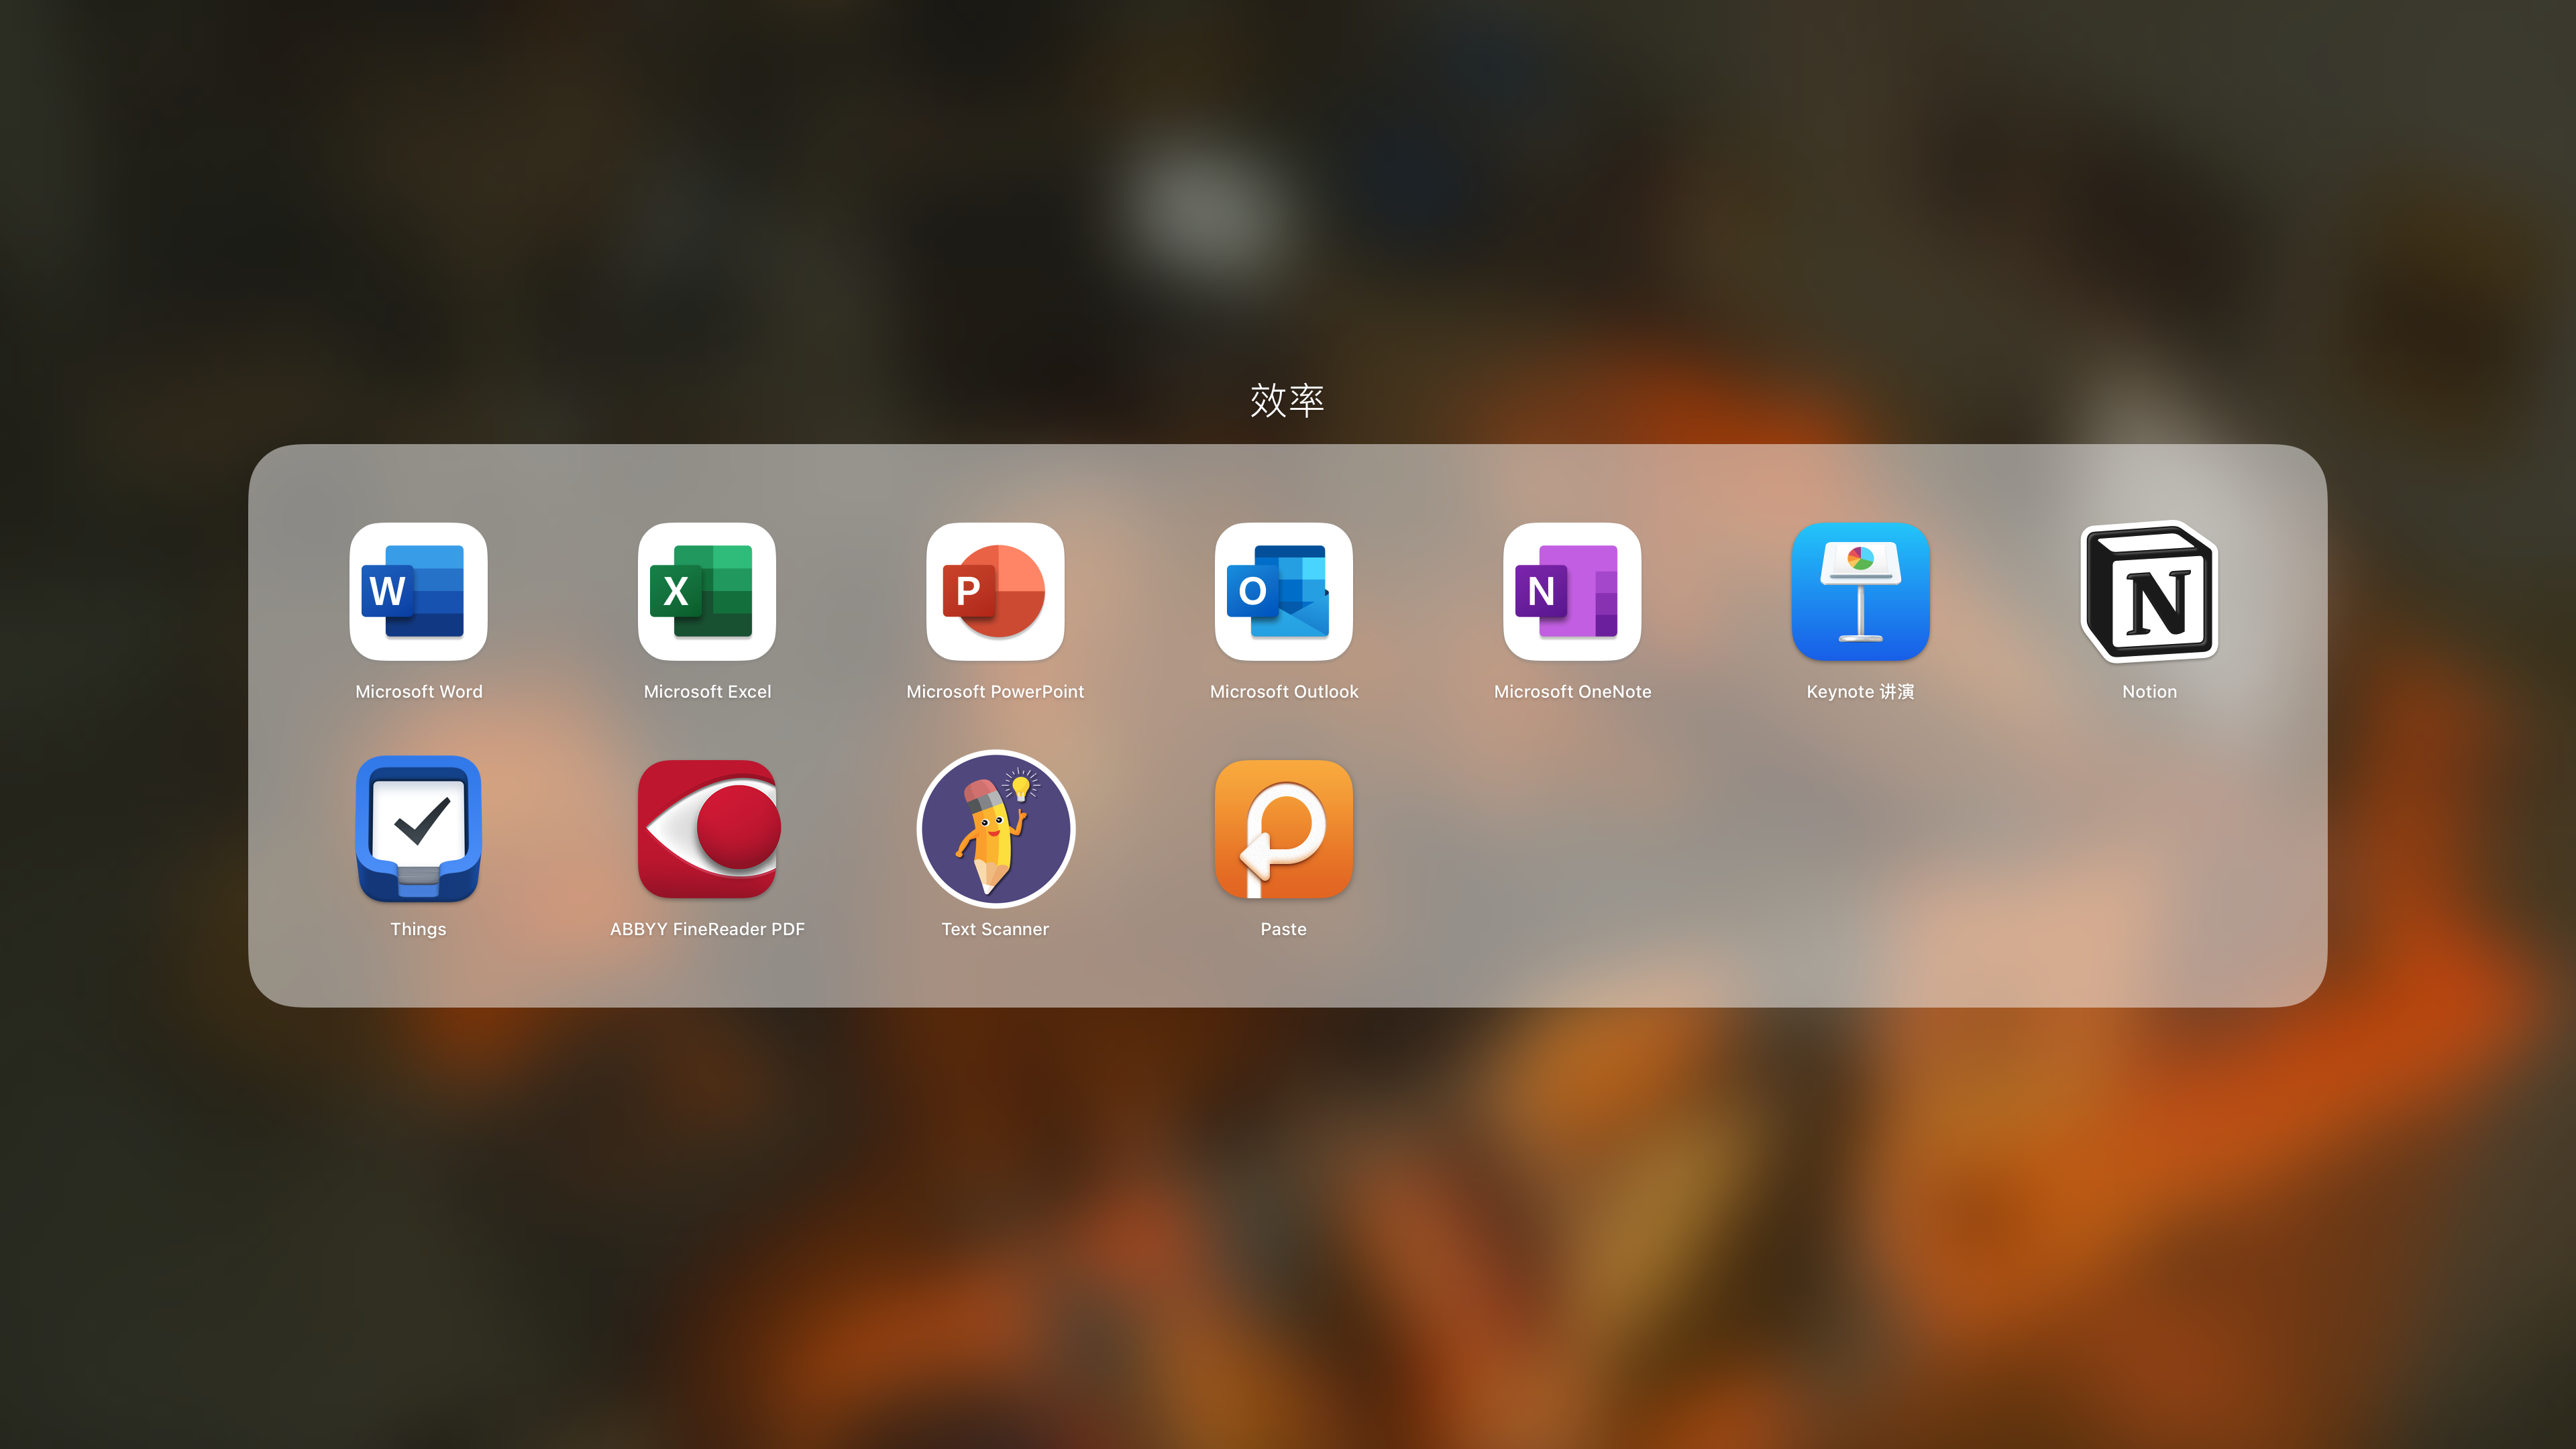 效率
Microsoft Word
Microsoft Excel
Microsoft PowerPoint
Microsoft Outlook
Microsoft OneNote
Keynote 讲演
Notion
Things
ABBYY FineReader PDF
Text Scanner
Paste